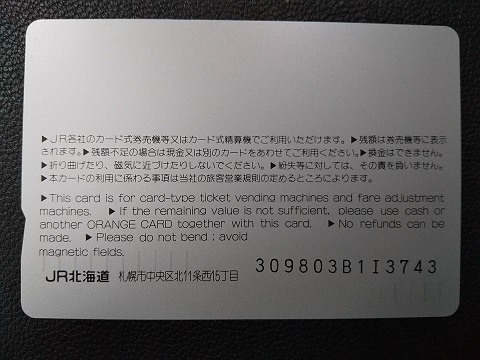 ▶JR各社のカード式券売機等又はカード式精算機でご利用いただけます。▶残額は券売機等に表示
されます。▶残額不足の場合は現金又は別のカードをあわせてご利用ください。▶換金はできません。
▶折り曲げたり、磁気に近づけたりしないでください。▶紛失等に対しては、その責を負いません。
▶本カードの利用に係わる事項は当社の旅客営業規則の定めるところによります。
▶This card is for card-type ticket vending machines and fare adjustment
machines. ▶If the remaining value is not sufficient, please use cash or
another ORANGE CARD together with this card. ▶No refunds can be
made. ▶Please do not bend; avoid
magnetic fields.
JR北海道 札幌市中央区北11条西15丁目
309803B1I3743